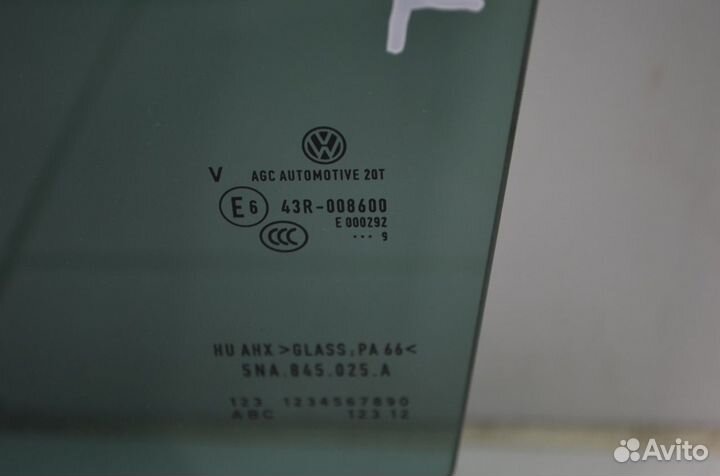 V AGC AUTOMOTIVE 20T
E6 43R-008600
E 000292
CCC ... 9
HU AHX >GLASS,PA 66<
5NA.845.025.A
123 1234567890
ABC 123 12
Avito